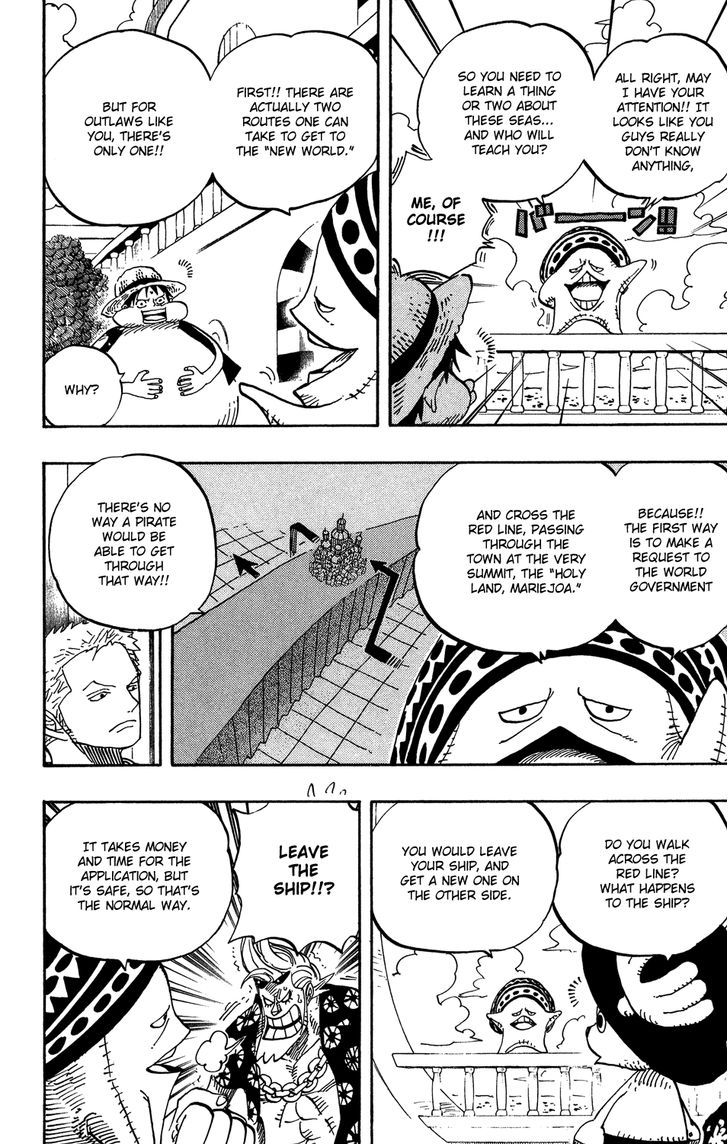 ALL RIGHT, MAY
I HAVE YOUR
ATTENTION!! IT
LOOKS LIKE YOU
GUYS REALLY
DON'T KNOW
ANYTHING,
SO YOU NEED TO
LEARN A THING
OR TWO ABOUT
THESE SEAS...
AND WHO WILL
TEACH YOU?
ME, OF
COURSE
!!!
FIRST!! THERE ARE
ACTUALLY TWO
ROUTES ONE CAN
TAKE TO GET TO
THE "NEW WORLD."
BUT FOR
OUTLAWS LIKE
YOU, THERE'S
ONLY ONE!!
WHY?
BECAUSE!!
THE FIRST WAY
IS TO MAKE A
REQUEST TO
THE WORLD
GOVERNMENT
AND CROSS THE
RED LINE, PASSING
THROUGH THE
TOWN AT THE VERY
SUMMIT, THE "HOLY
LAND, MARIEJOA."
THERE'S NO
WAY A PIRATE
WOULD BE
ABLE TO GET
THROUGH
THAT WAY!!
DO YOU WALK
ACROSS THE
RED LINE?
WHAT HAPPENS
TO THE SHIP?
YOU WOULD LEAVE
YOUR SHIP, AND
GET A NEW ONE ON
THE OTHER SIDE.
LEAVE
THE
SHIP!!?
IT TAKES MONEY
AND TIME FOR THE
APPLICATION, BUT
IT'S SAFE, SO THAT'S
THE NORMAL WAY.